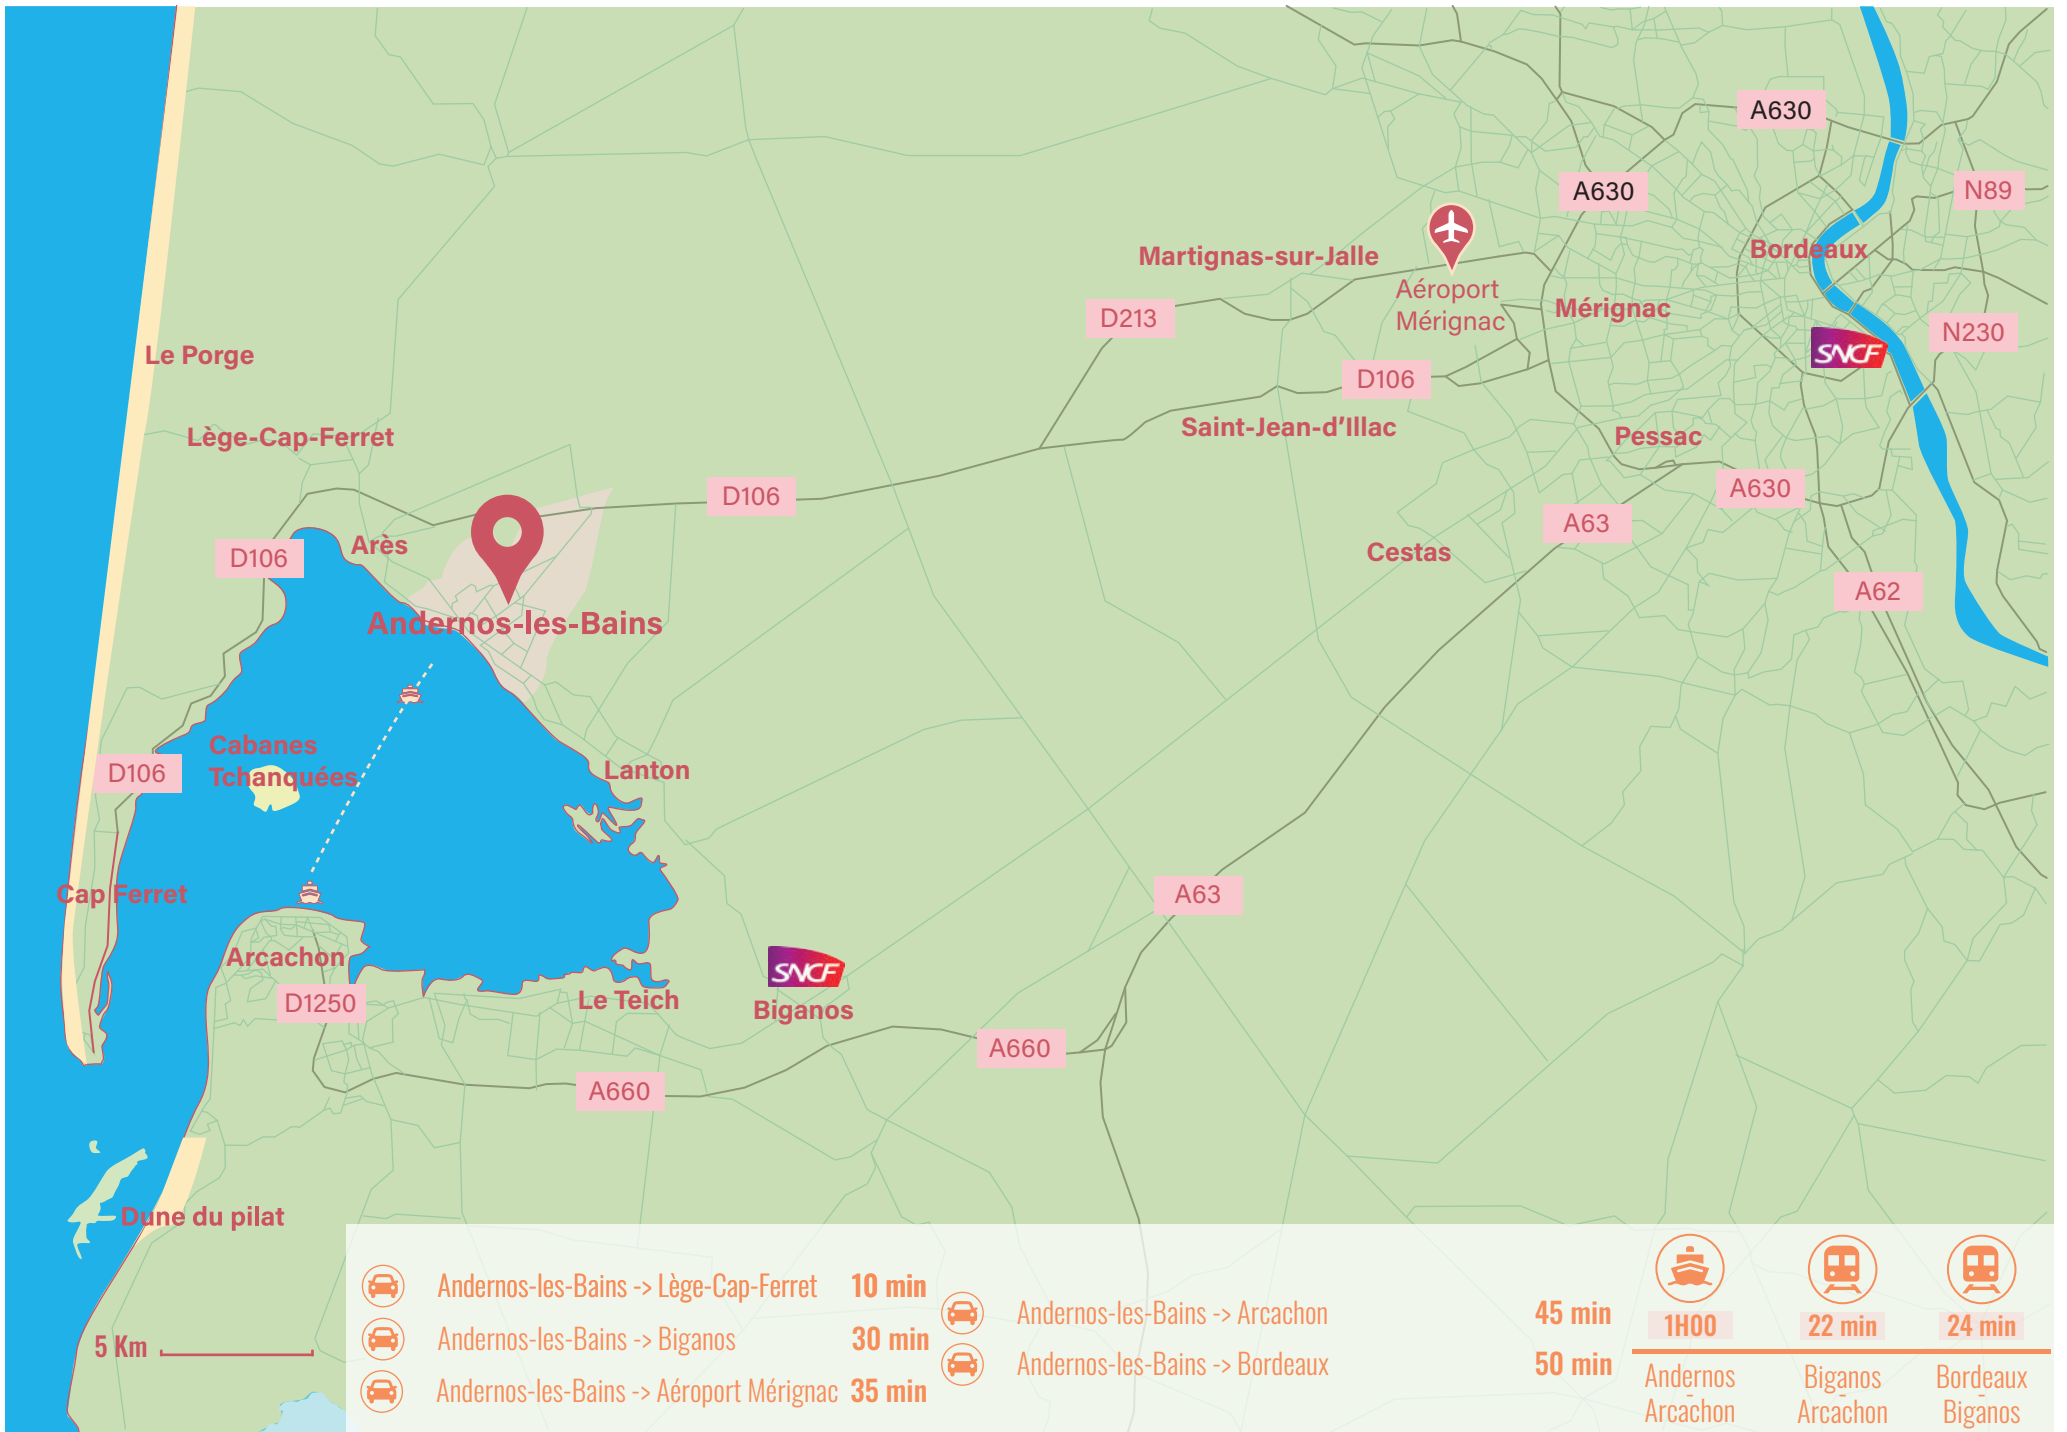 A630
A630
N89
Bordeaux
Martignas-sur-Jalle
Aéroport
Mérignac
Mérignac
D213
N230
SNCF
Le Porge
D106
Lège-Cap-Ferret
Saint-Jean-d'Illac
Pessac
D106
A630
A63
Arès
D106
Cestas
A62
Andernos-les-Bains
Cabanes
Tchanquées
D106
Lanton
Cap Ferret
A63
Arcachon
SNCF
D1250
Le Teich
Biganos
A660
A660
Dune du pilat
5 Km
Andernos-les-Bains -> Lège-Cap-Ferret 10 min
Andernos-les-Bains -> Biganos 30 min
Andernos-les-Bains -> Aéroport Mérignac 35 min
Andernos-les-Bains -> Arcachon 45 min
Andernos-les-Bains -> Bordeaux 50 min
1H00
Andernos
-
Arcachon
22 min
Biganos
-
Arcachon
24 min
Bordeaux
-
Biganos